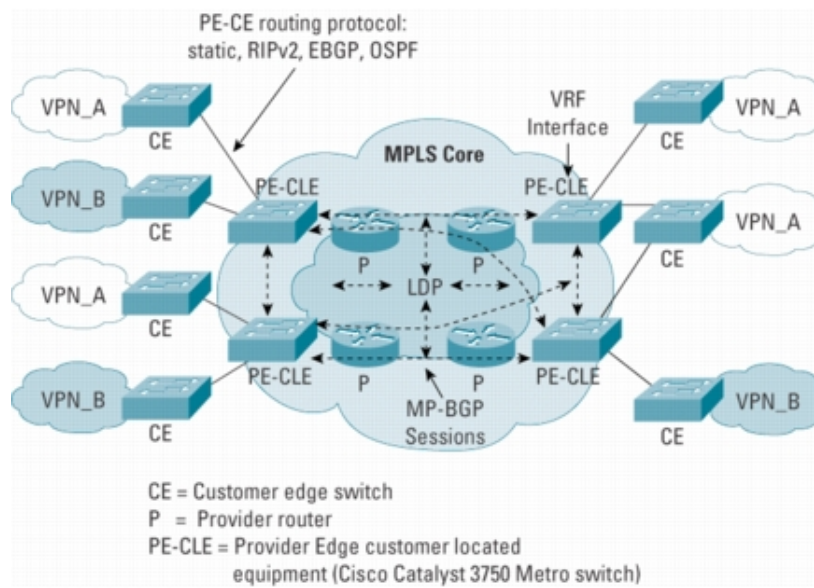 PE-CE routing protocol:
static, RIPv2, EBGP, OSPF
VPN_A
CE
VRF
Interface
VPN_A
CE
MPLS Core
PE-CLE
PE-CLE
VPN_B
CE
VPN_A
CE
P
P
LDP
VPN_A
CE
PE-CLE
P
P
PE-CLE
VPN_B
CE
MP-BGP
Sessions
VPN_B
CE
CE = Customer edge switch
P = Provider router
PE-CLE = Provider Edge customer located
equipment (Cisco Catalyst 3750 Metro switch)